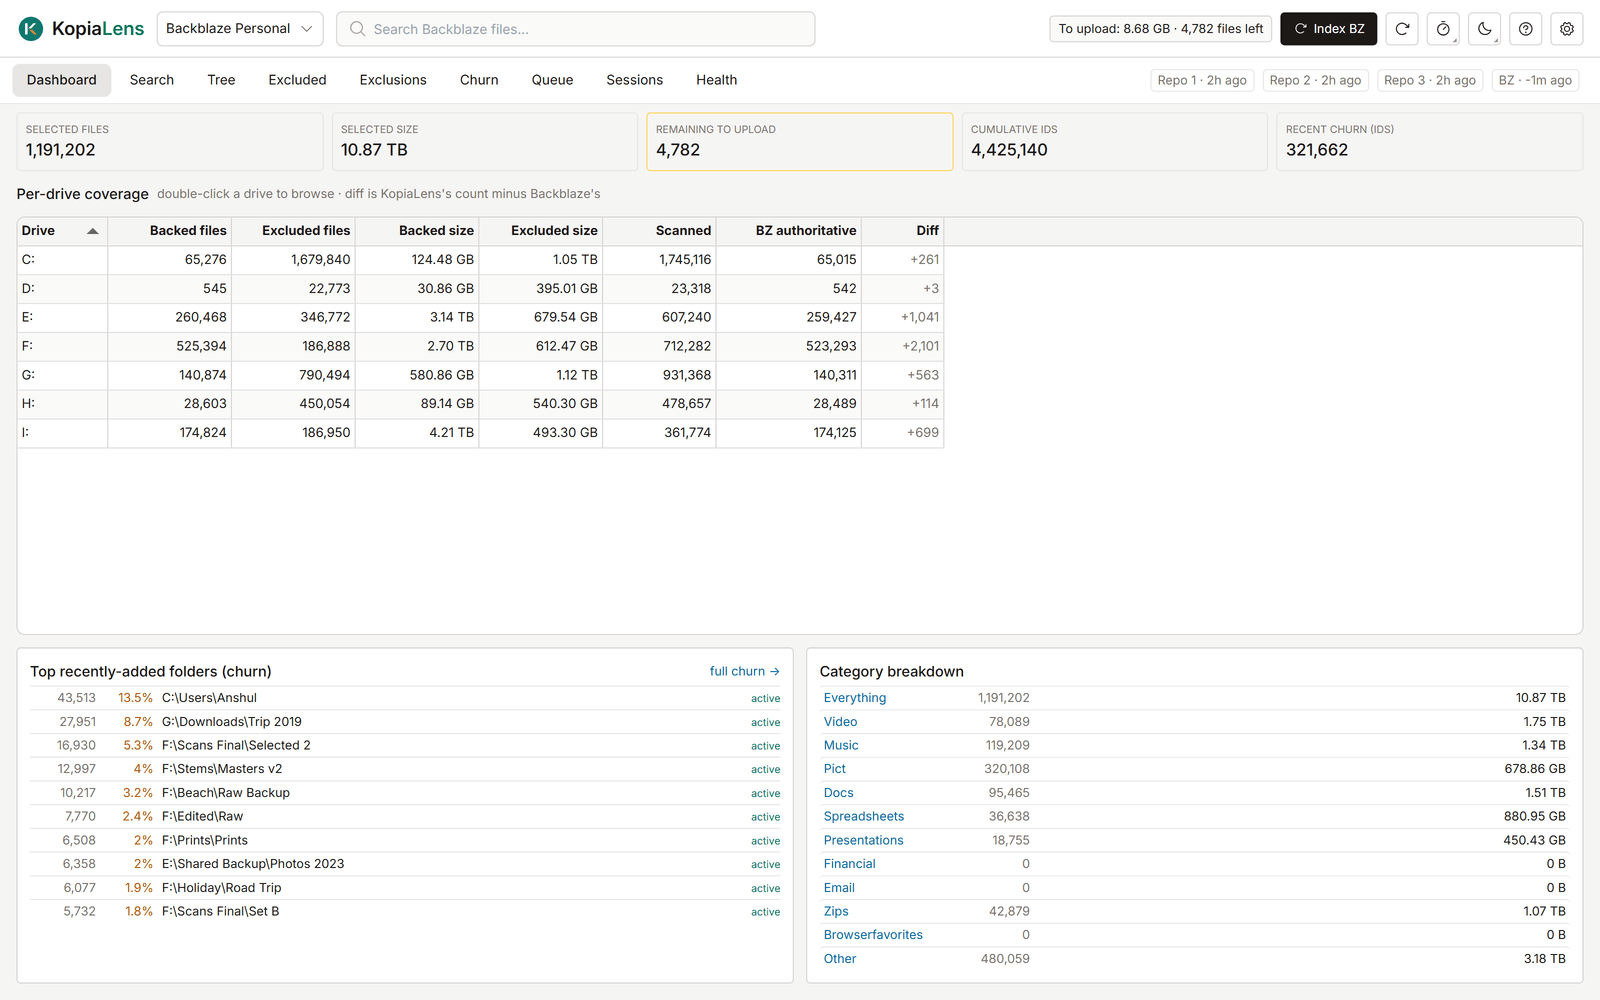 KopiaLens Backblaze Personal Search Backblaze files... To upload: 8.68 GB · 4,782 files left Index BZ
Dashboard Search Tree Excluded Exclusions Churn Queue Sessions Health Repo 1 · 2h ago Repo 2 · 2h ago Repo 3 · 2h ago BZ · -1m ago
SELECTED FILES SELECTED SIZE REMAINING TO UPLOAD CUMULATIVE IDS RECENT CHURN (IDS)
1,191,202 10.87 TB 4,782 4,425,140 321,662
Per-drive coverage double-click a drive to browse · diff is KopiaLens's count minus Backblaze's
Drive Backed files Excluded files Backed size Excluded size Scanned BZ authoritative Diff
C: 65,276 1,679,840 124.48 GB 1.05 TB 1,745,116 65,015 +261
D: 545 22,773 30.86 GB 395.01 GB 23,318 542 +3
E: 260,468 346,772 3.14 TB 679.54 GB 607,240 259,427 +1,041
F: 525,394 186,888 2.70 TB 612.47 GB 712,282 523,293 +2,101
G: 140,874 790,494 580.86 GB 1.12 TB 931,368 140,311 +563
H: 28,603 450,054 89.14 GB 540.30 GB 478,657 28,489 +114
I: 174,824 186,950 4.21 TB 493.30 GB 361,774 174,125 +699
Top recently-added folders (churn) full churn →
43,513 13.5% C:\Users\Anshul active
27,951 8.7% G:\Downloads\Trip 2019 active
16,930 5.3% F:\Scans Final\Selected 2 active
12,997 4% F:\Stems\Masters v2 active
10,217 3.2% F:\Beach\Raw Backup active
7,770 2.4% F:\Edited\Raw active
6,508 2% F:\Prints\Prints active
6,358 2% E:\Shared Backup\Photos 2023 active
6,077 1.9% F:\Holiday\Road Trip active
5,732 1.8% F:\Scans Final\Set B active
Category breakdown
Everything 1,191,202 10.87 TB
Video 78,089 1.75 TB
Music 119,209 1.34 TB
Pict 320,108 678.86 GB
Docs 95,465 1.51 TB
Spreadsheets 36,638 880.95 GB
Presentations 18,755 450.43 GB
Financial 0 0 B
Email 0 0 B
Zips 42,879 1.07 TB
Browserfavorites 0 0 B
Other 480,059 3.18 TB